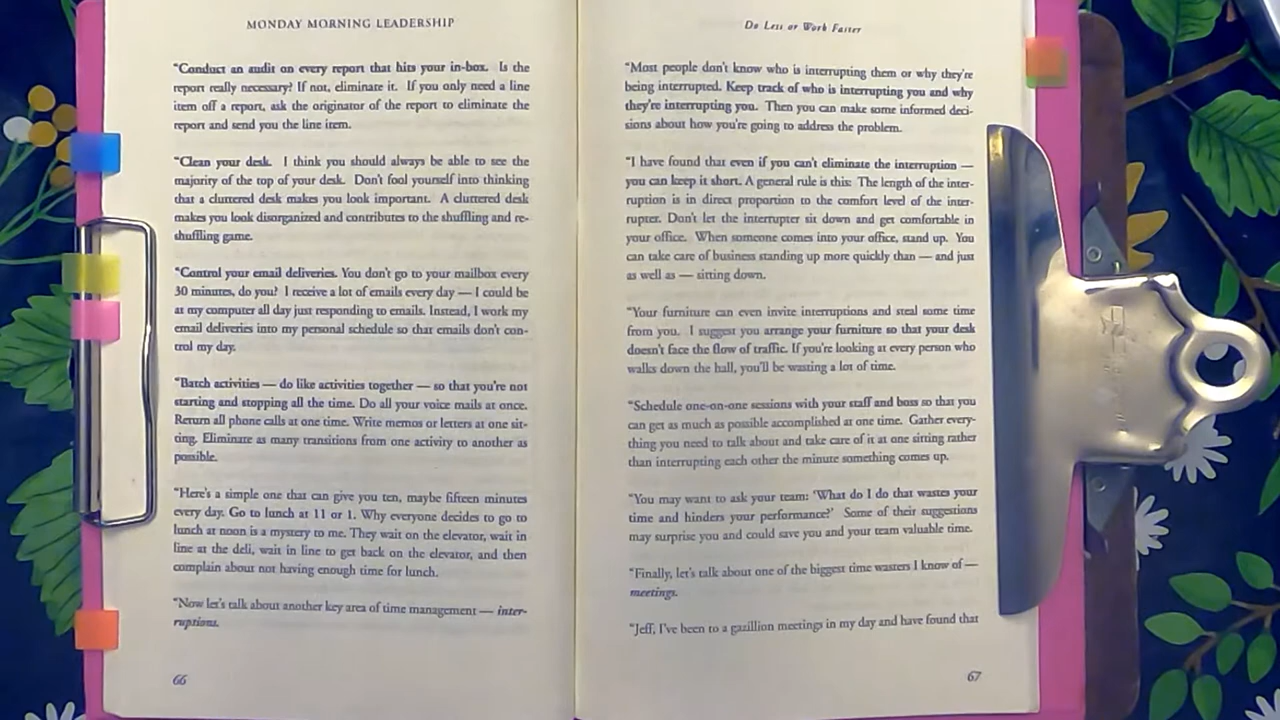 MONDAY MORNING LEADERSHIP
"Conduct an audit on every report that hits your in-box. Is the
report really necessary? If not, eliminate it. If you only need a line
item off a report, ask the originator of the report to eliminate the
report and send you the line item.
"Clean your desk. I think you should always be able to see the
majority of the top of your desk. Don't fool yourself into thinking
that a cluttered desk makes you look important. A cluttered desk
makes you look disorganized and contributes to the shuffling and re-
shuffling game.
"Control your email deliveries. You don't go to your mailbox every
30 minutes, do you? I receive a lot of emails every day — I could be
at my computer all day just responding to emails. Instead, I work my
email deliveries into my personal schedule so that emails don't con-
trol my day.
"Batch activities — do like activities together — so that you're not
starting and stopping all the time. Do all your voice mails at once.
Return all phone calls at one time. Write memos or letters at one sit-
ting. Eliminate as many transitions from one activity to another as
possible.
"Here's a simple one that can give you ten, maybe fifteen minutes
every day. Go to lunch at 11 or 1. Why everyone decides to go to
lunch at noon is a mystery to me. They wait on the elevator, wait in
line at the deli, wait in line to get back on the elevator, and then
complain about not having enough time for lunch.
"Now let's talk about another key area of time management — inter-
ruptions.
66
Do Less or Work Faster
"Most people don't know who is interrupting them or why they're
being interrupted. Keep track of who is interrupting you and why
they're interrupting you. Then you can make some informed deci-
sions about how you're going to address the problem.
"I have found that even if you can't eliminate the interruption —
you can keep it short. A general rule is this: The length of the inter-
ruption is in direct proportion to the comfort level of the inter-
rupter. Don't let the interrupter sit down and get comfortable in
your office. When someone comes into your office, stand up. You
can take care of business standing up more quickly than — and just
as well as — sitting down.
"Your furniture can even invite interruptions and steal some time
from you. I suggest you arrange your furniture so that your desk
doesn't face the flow of traffic. If you're looking at every person who
walks down the hall, you'll be wasting a lot of time.
"Schedule one-on-one sessions with your staff and boss so that you
can get as much as possible accomplished at one time. Gather every-
thing you need to talk about and take care of it at one sitting rather
than interrupting each other the minute something comes up.
"You may want to ask your team: 'What do I do that wastes your
time and hinders your performance?' Some of their suggestions
may surprise you and could save you and your team valuable time.
"Finally, let's talk about one of the biggest time wasters I know of —
meetings.
"Jeff, I've been to a gazillion meetings in my day and have found that
67